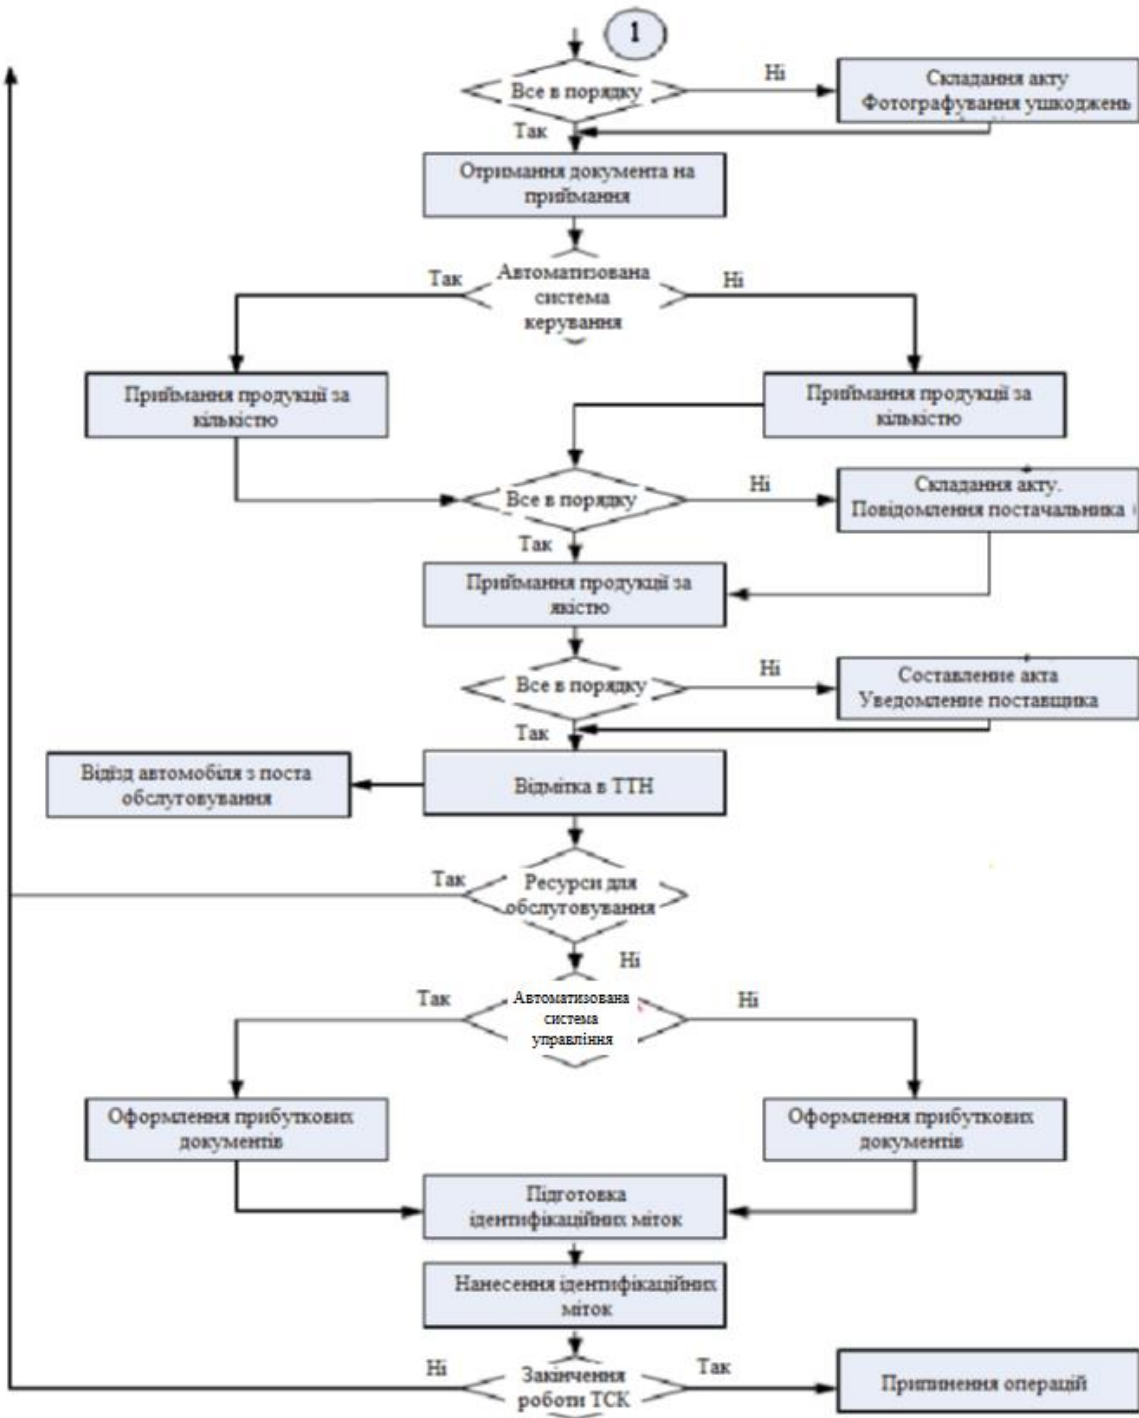 1
Все в порядку
Ні
Складання акту
Фотографування ушкоджень
Так
Отримання документа на
приймання
Так
Автоматизована
система
керування
Ні
Приймання продукції за
кількістю
Приймання продукції за
кількістю
Все в порядку
Ні
Складання акту.
Повідомлення постачальника
Так
Приймання продукції за
якістю
Все в порядку
Ні
Составление акта
Уведомление поставщика
Так
Відїзд автомобіля з поста
обслуговування
Відмітка в ТТН
Так
Ресурси для
обслуговування
Ні
Так
Автоматизована
система
управління
Ні
Оформлення прибуткових
документів
Оформлення прибуткових
документів
Підготовка
ідентифікаційних міток
Нанесення ідентифікаційних
міток
Ні
Закінчення
роботи ТСК
Так
Припинення операцій